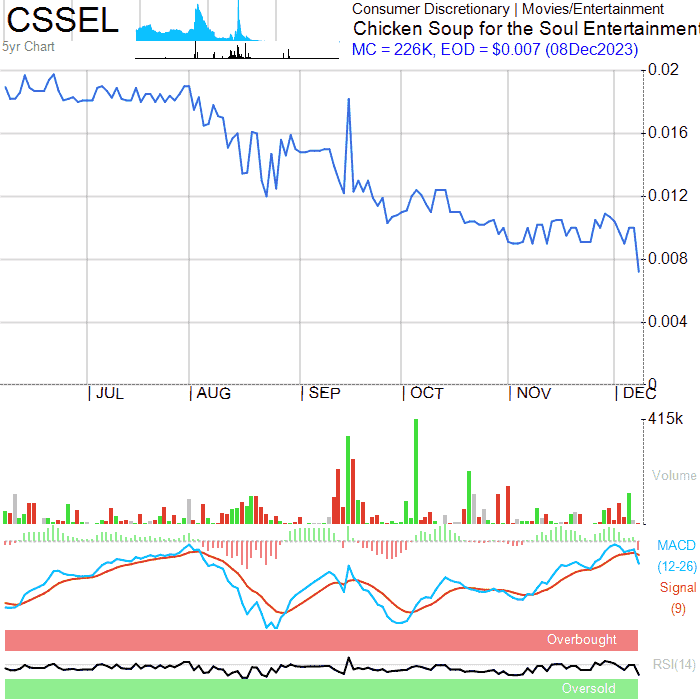 CSSEL
5yr Chart
Consumer Discretionary | Movies/Entertainment
Chicken Soup for the Soul Entertainment
MC = 226K, EOD = $0.007 (08Dec2023)
0.02
0.016
0.012
0.008
0.004
0
| JUL | AUG | SEP | OCT | NOV | DEC
415k
Volume
MACD
(12-26)
Signal
(9)
Overbought
RSI(14)
Oversold